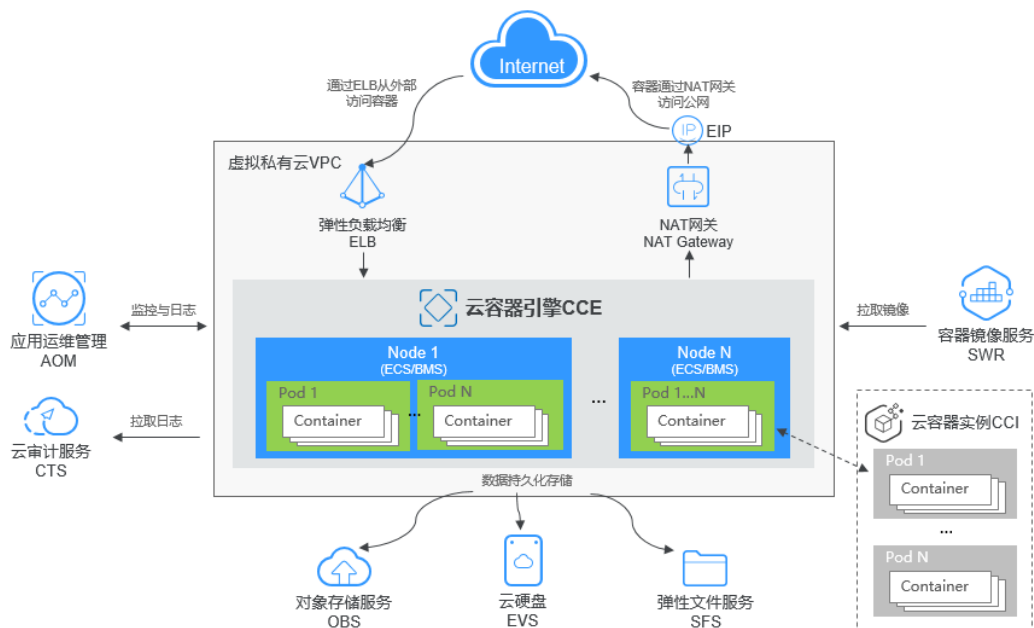 Internet
通过ELB从外部
访问容器
容器通过NAT网关
访问公网
IP
EIP
虚拟私有云VPC
弹性负载均衡
ELB
NAT网关
NAT Gateway
云容器引擎CCE
应用运维管理
AOM
监控与日志
拉取镜像
容器镜像服务
SWR
Node 1
(ECS/BMS)
Pod 1
Container
...
Pod N
Container
...
Node N
(ECS/BMS)
Pod 1...N
Container
云审计服务
CTS
拉取日志
云容器实例CCI
Pod 1
Container
...
Pod N
Container
数据持久化存储
对象存储服务
OBS
云硬盘
EVS
弹性文件服务
SFS